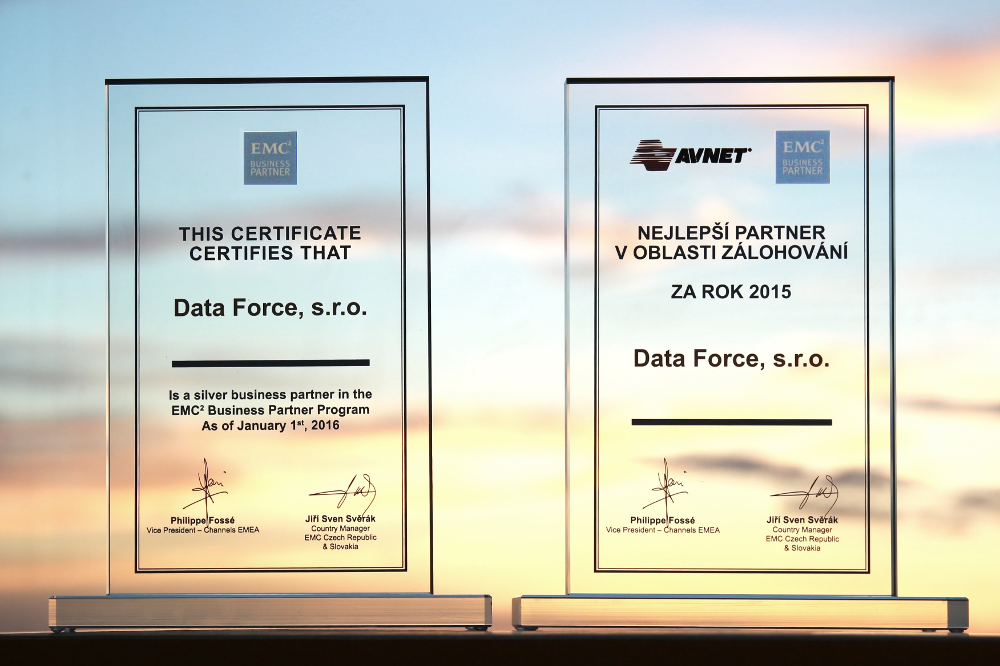 EMC²
BUSINESS
PARTNER
THIS CERTIFICATE
CERTIFIES THAT
Data Force, s.r.o.
Is a silver business partner in the
EMC² Business Partner Program
As of January 1st, 2016
Philippe Fossé
Vice President – Channels EMEA
Jiří Sven Svěrák
Country Manager
EMC Czech Republic
& Slovakia
AVNET
EMC²
BUSINESS
PARTNER
NEJLEPŠÍ PARTNER
V OBLASTI ZÁLOHOVÁNÍ
ZA ROK 2015
Data Force, s.r.o.
Philippe Fossé
Vice President – Channels EMEA
Jiří Sven Svěrák
Country Manager
EMC Czech Republic
& Slovakia